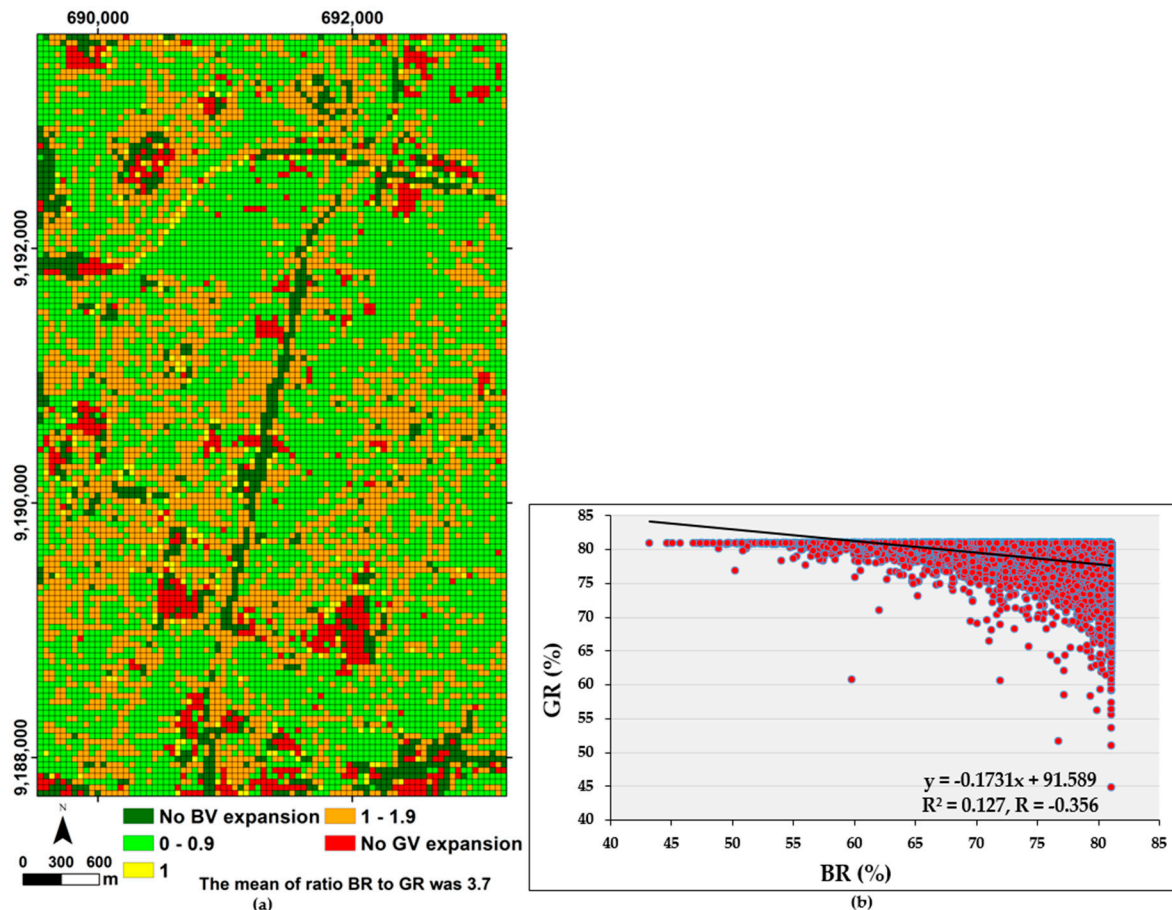 690,000 692,000
9,192,000
9,190,000
9,188,000
N
0 300 600
m
No BV expansion
0 - 0.9
1
1 - 1.9
No GV expansion
The mean of ratio BR to GR was 3.7
(a)
GR (%)
85
80
75
70
65
60
55
50
45
40
y = -0.1731x + 91.589
R² = 0.127, R = -0.356
40 45 50 55 60 65 70 75 80 85
BR (%)
(b)